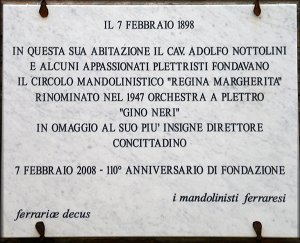 IL 7 FEBBRAIO 1898
IN QUESTA SUA ABITAZIONE IL CAV. ADOLFO NOTTOLINI
E ALCUNI APPASSIONATI PLETTRISTI FONDAVANO
IL CIRCOLO MANDOLINISTICO "REGINA MARGHERITA"
RINOMINATO NEL 1947 ORCHESTRA A PLETTRO
"GINO NERI"
IN OMAGGIO AL SUO PIU' INSIGNE DIRETTORE
CONCITTADINO
7 FEBBRAIO 2008 - 110° ANNIVERSARIO DI FONDAZIONE
i mandolinisti ferraresi
ferrariæ decus